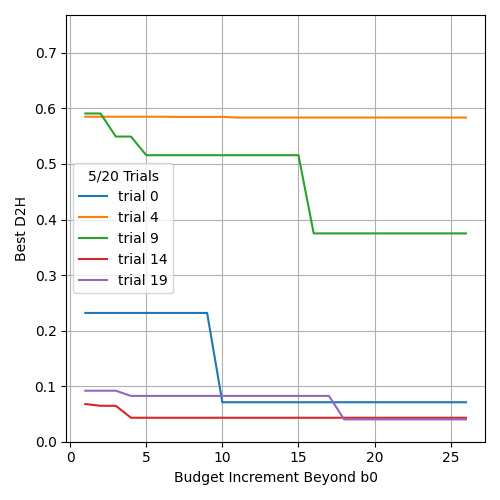 0.7
0.6
0.5
0.4
0.3
0.2
0.1
0.0
Best D2H
5/20 Trials
trial 0
trial 4
trial 9
trial 14
trial 19
0 5 10 15 20 25
Budget Increment Beyond b0